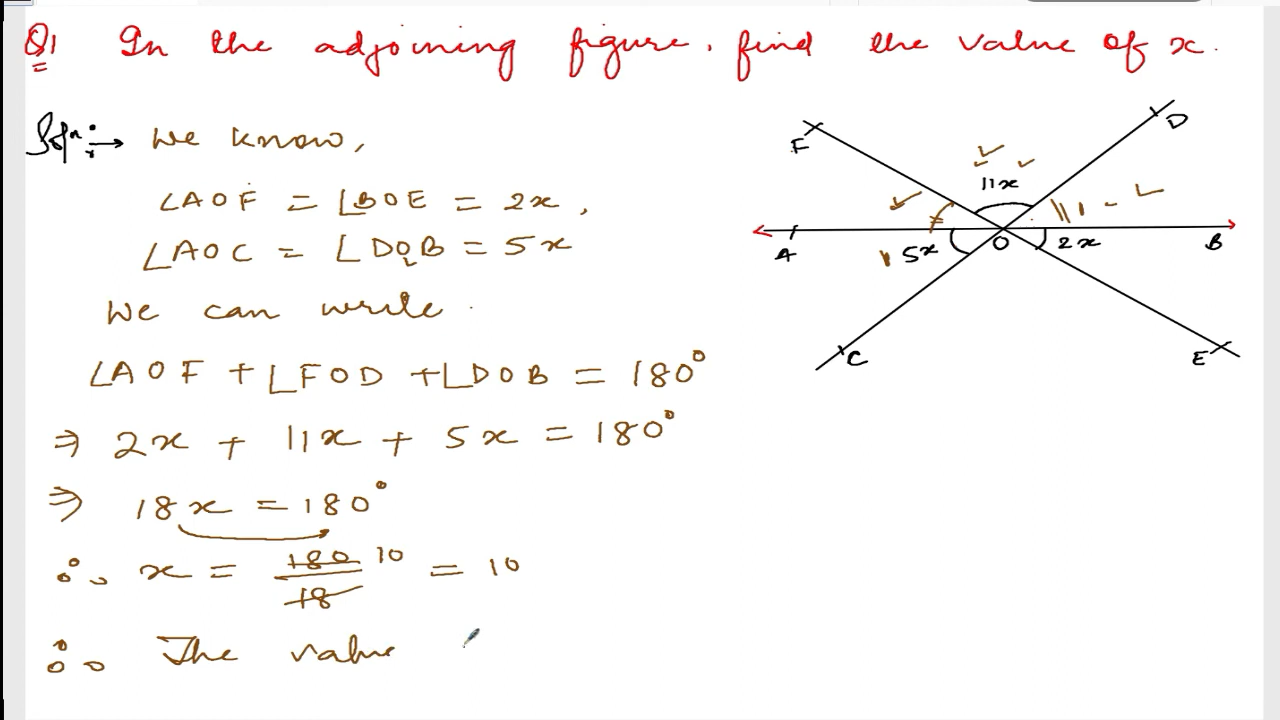 Q1 In the adjoining figure, find the value of x.
Solⁿ:→ We know,
∠AOF = ∠BOE = 2x,
∠AOC = ∠DOB = 5x
We can write.
∠AOF + ∠FOD + ∠DOB = 180°
⇒ 2x + 11x + 5x = 180°
⇒ 18x = 180°
∴ x = 180/18 10 = 10
∴ The value
F
D
11x
A
5x
O
2x
B
C
E